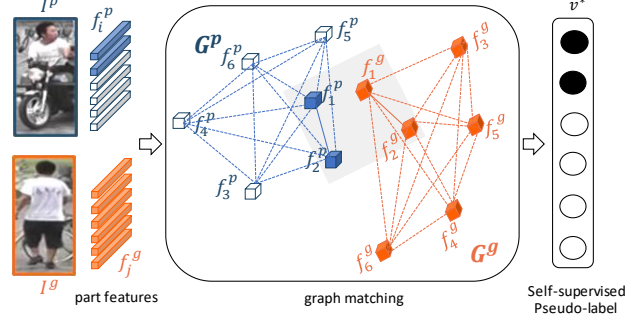 I^p
f_i^p
f_j^g
I^g
part features
G^p
f_5^p
f_6^p
f_1^p
f_4^p
f_2^p
f_3^p
f_3^g
f_1^g
f_2^g
f_5^g
f_4^g
f_6^g
G^g
graph matching
v*
Self-supervised
Pseudo-label